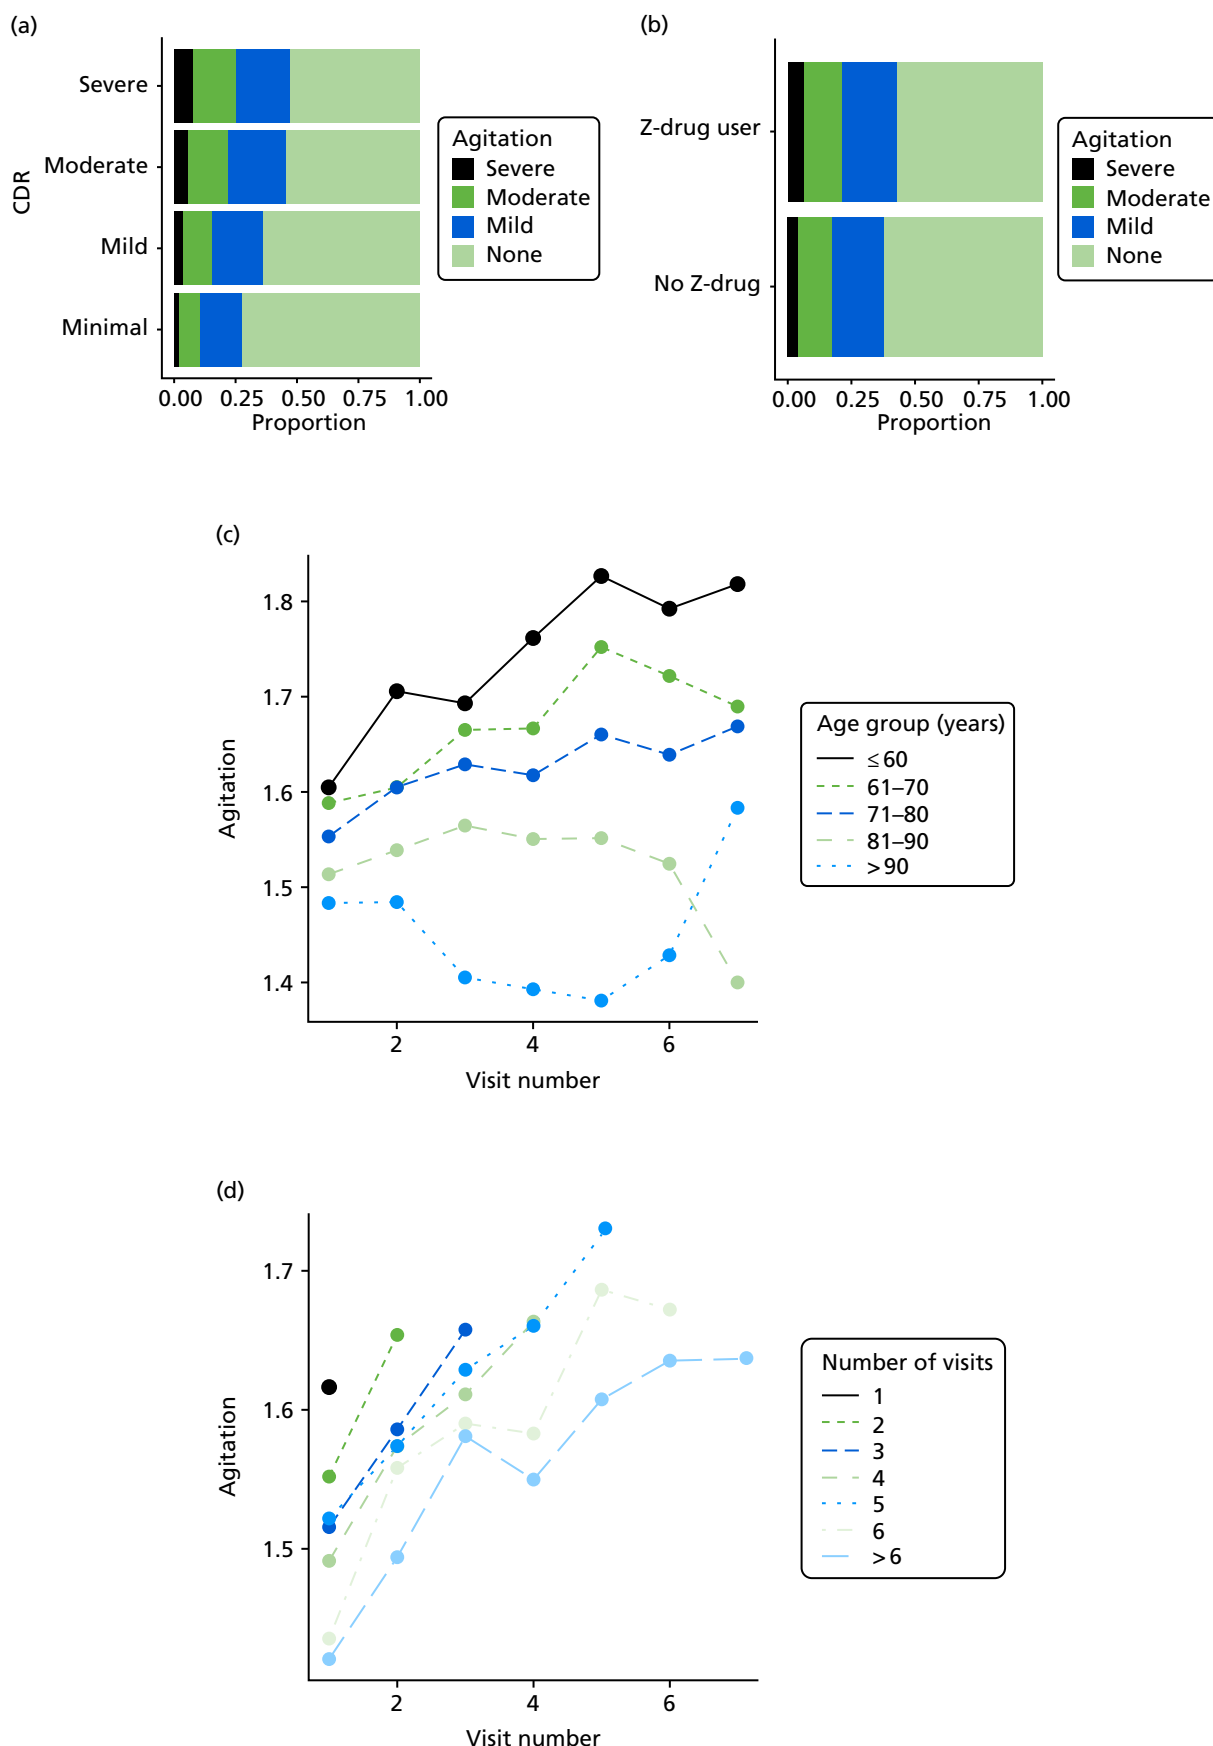 (a)
CDR
Severe
Moderate
Mild
Minimal
0.00 0.25 0.50 0.75 1.00
Proportion
Agitation
Severe
Moderate
Mild
None
(b)
Z-drug user
No Z-drug
0.00 0.25 0.50 0.75 1.00
Proportion
Agitation
Severe
Moderate
Mild
None
(c)
Agitation
1.8
1.7
1.6
1.5
1.4
2 4 6
Visit number
Age group (years)
≤ 60
61–70
71–80
81–90
> 90
(d)
Agitation
1.7
1.6
1.5
2 4 6
Visit number
Number of visits
1
2
3
4
5
6
> 6